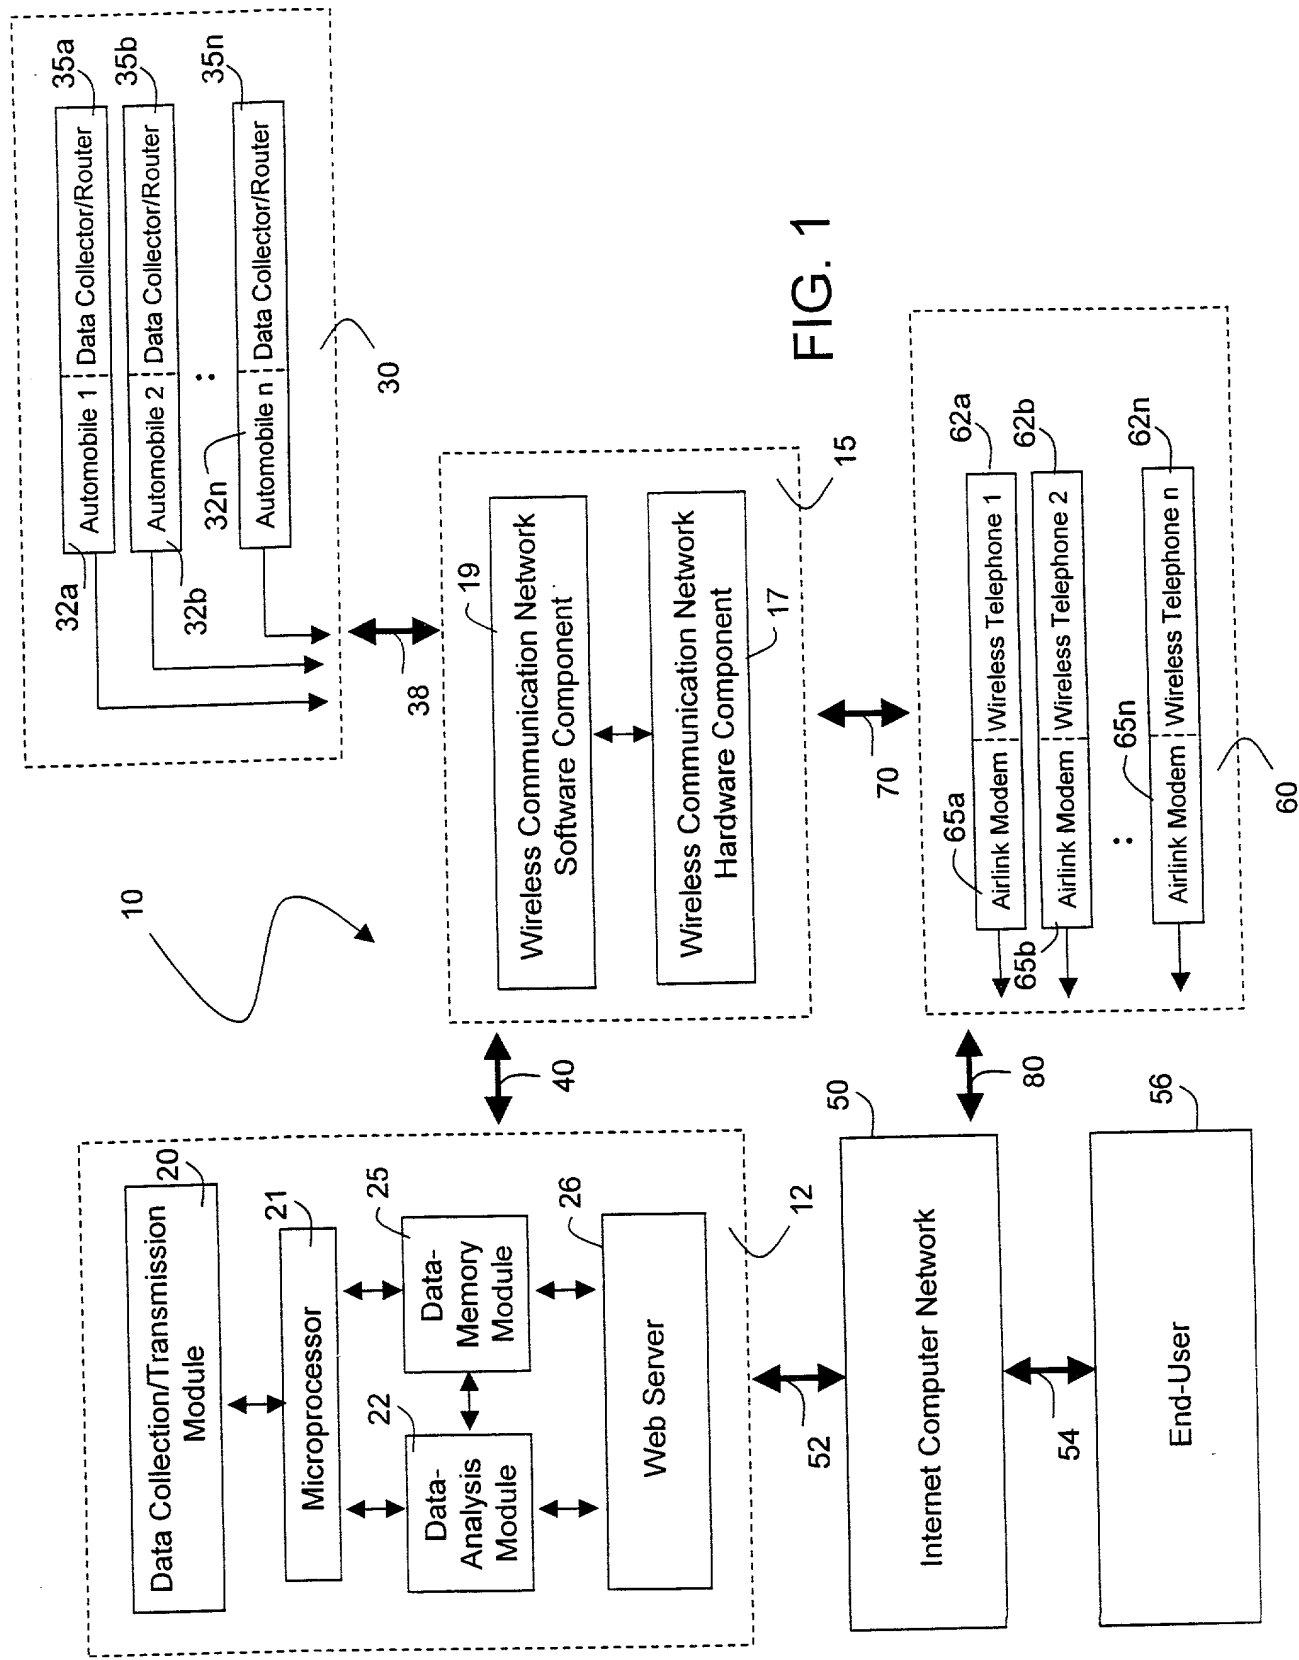 10
20
Data Collection/Transmission
Module
21
Microprocessor
22
Data-
Analysis
Module
25
Data-
Memory
Module
26
Web Server
12
40
19
Wireless Communication Network
Software Component
Wireless Communication Network
Hardware Component
17
15
38
32a
Automobile 1
Data Collector/Router
35a
Automobile 2
Data Collector/Router
35b
32b
:
32n
Automobile n
Data Collector/Router
35n
30
52
50
Internet Computer Network
54
56
End-User
80
70
65a
Airlink Modem
Wireless Telephone 1
62a
65b
Airlink Modem
Wireless Telephone 2
62b
:
65n
Airlink Modem
Wireless Telephone n
62n
60
FIG. 1